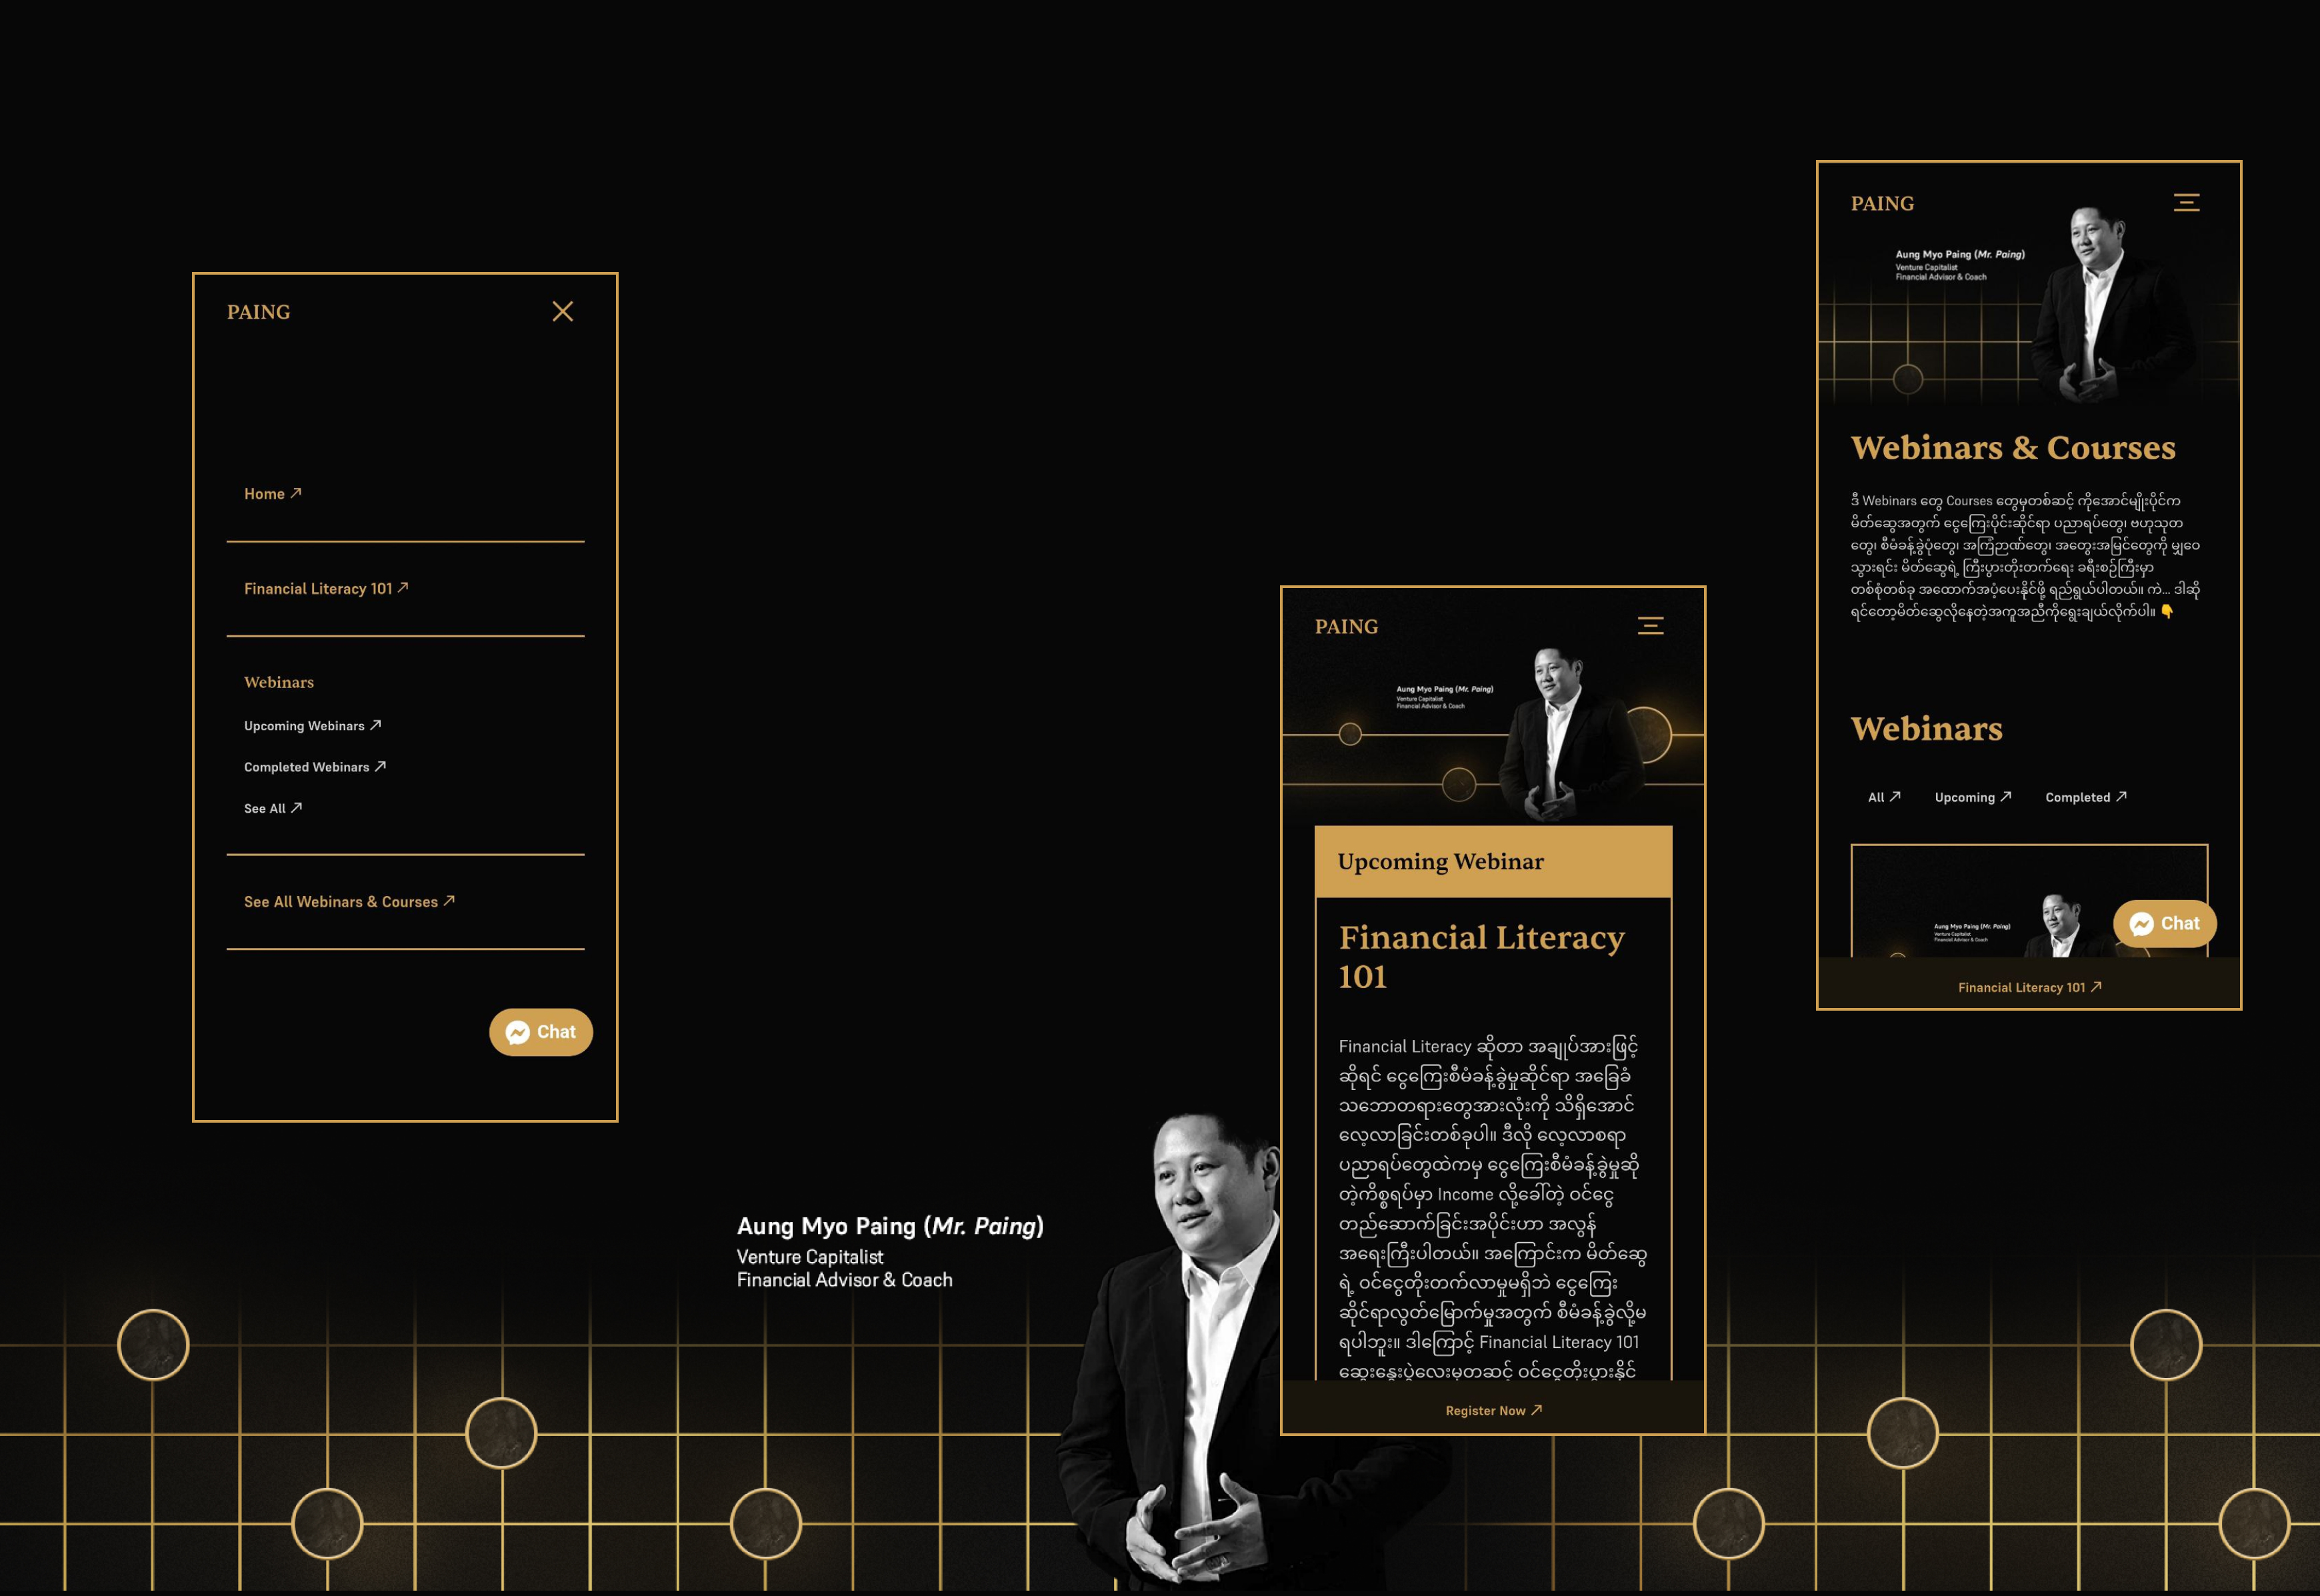 PAING
Home ↗
Financial Literacy 101 ↗
Webinars
Upcoming Webinars ↗
Completed Webinars ↗
See All ↗
See All Webinars & Courses ↗
Chat
Aung Myo Paing (Mr. Paing)
Venture Capitalist
Financial Advisor & Coach
PAING
Aung Myo Paing (Mr. Paing)
Venture Capitalist
Financial Advisor & Coach
Upcoming Webinar
Financial Literacy
101
Financial Literacy ဆိုတာ အချုပ်အားဖြင့်
ဆိုရင် ငွေကြေးစီမံခန့်ခွဲမှုဆိုင်ရာ အခြေခံ
သဘောတရားတွေအားလုံးကို သိရှိအောင်
လေ့လာခြင်းတစ်ခုပါ။ ဒီလို လေ့လာစရာ
ပညာရပ်တွေထဲကမှ ငွေကြေးစီမံခန့်ခွဲမှုဆို
တဲ့ကိစ္စရပ်မှာ Income လို့ခေါ်တဲ့ ဝင်ငွေ
တည်ဆောက်ခြင်းအပိုင်းဟာ အလွန်
အရေးကြီးပါတယ်။ အကြောင်းက မိတ်ဆွေ
ရဲ့ ဝင်ငွေတိုးတက်လာမှုမရှိဘဲ ငွေကြေး
ဆိုင်ရာလွတ်မြောက်မှုအတွက် စီမံခန့်ခွဲလို့မ
ရပါဘူး။ ဒါကြောင့် Financial Literacy 101
ဆွေးနွေးပွဲလေးမှတဆင့် ဝင်ငွေတိုးပွားနိုင်
Register Now ↗
PAING
Aung Myo Paing (Mr. Paing)
Venture Capitalist
Financial Advisor & Coach
Webinars & Courses
ဒီ Webinars တွေ Courses တွေမှတစ်ဆင့် ကိုအောင်မျိုးပိုင်က
မိတ်ဆွေအတွက် ငွေကြေးပိုင်းဆိုင်ရာ ပညာရပ်တွေ၊ ဗဟုသုတ
တွေ၊ စီမံခန့်ခွဲပုံတွေ၊ အကြံဉာဏ်တွေ၊ အတွေးအမြင်တွေကို မျှဝေ
သွားရင်း မိတ်ဆွေရဲ့ ကြီးပွားတိုးတက်ရေး ခရီးစဉ်ကြီးမှာ
တစ်စုံတစ်ခု အထောက်အပံ့ပေးနိုင်ဖို့ ရည်ရွယ်ပါတယ်။ ကဲ... ဒါဆို
ရင်တော့မိတ်ဆွေလိုနေတဲ့အကူအညီကိုရွေးချယ်လိုက်ပါ။ 👇
Webinars
All ↗ Upcoming ↗ Completed ↗
Aung Myo Paing (Mr. Paing)
Venture Capitalist
Financial Advisor & Coach
Chat
Financial Literacy 101 ↗